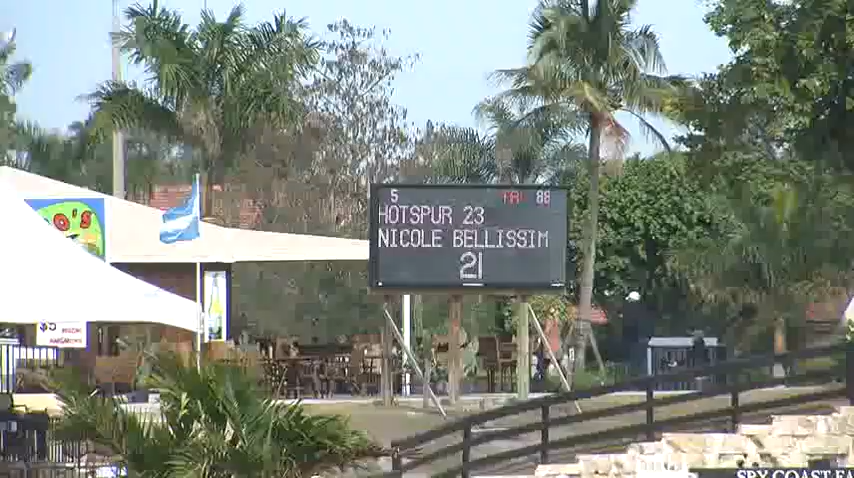 5 88
HOTSPUR 23
NICOLE BELLISSIM
21
O'S
SPY COAST FA